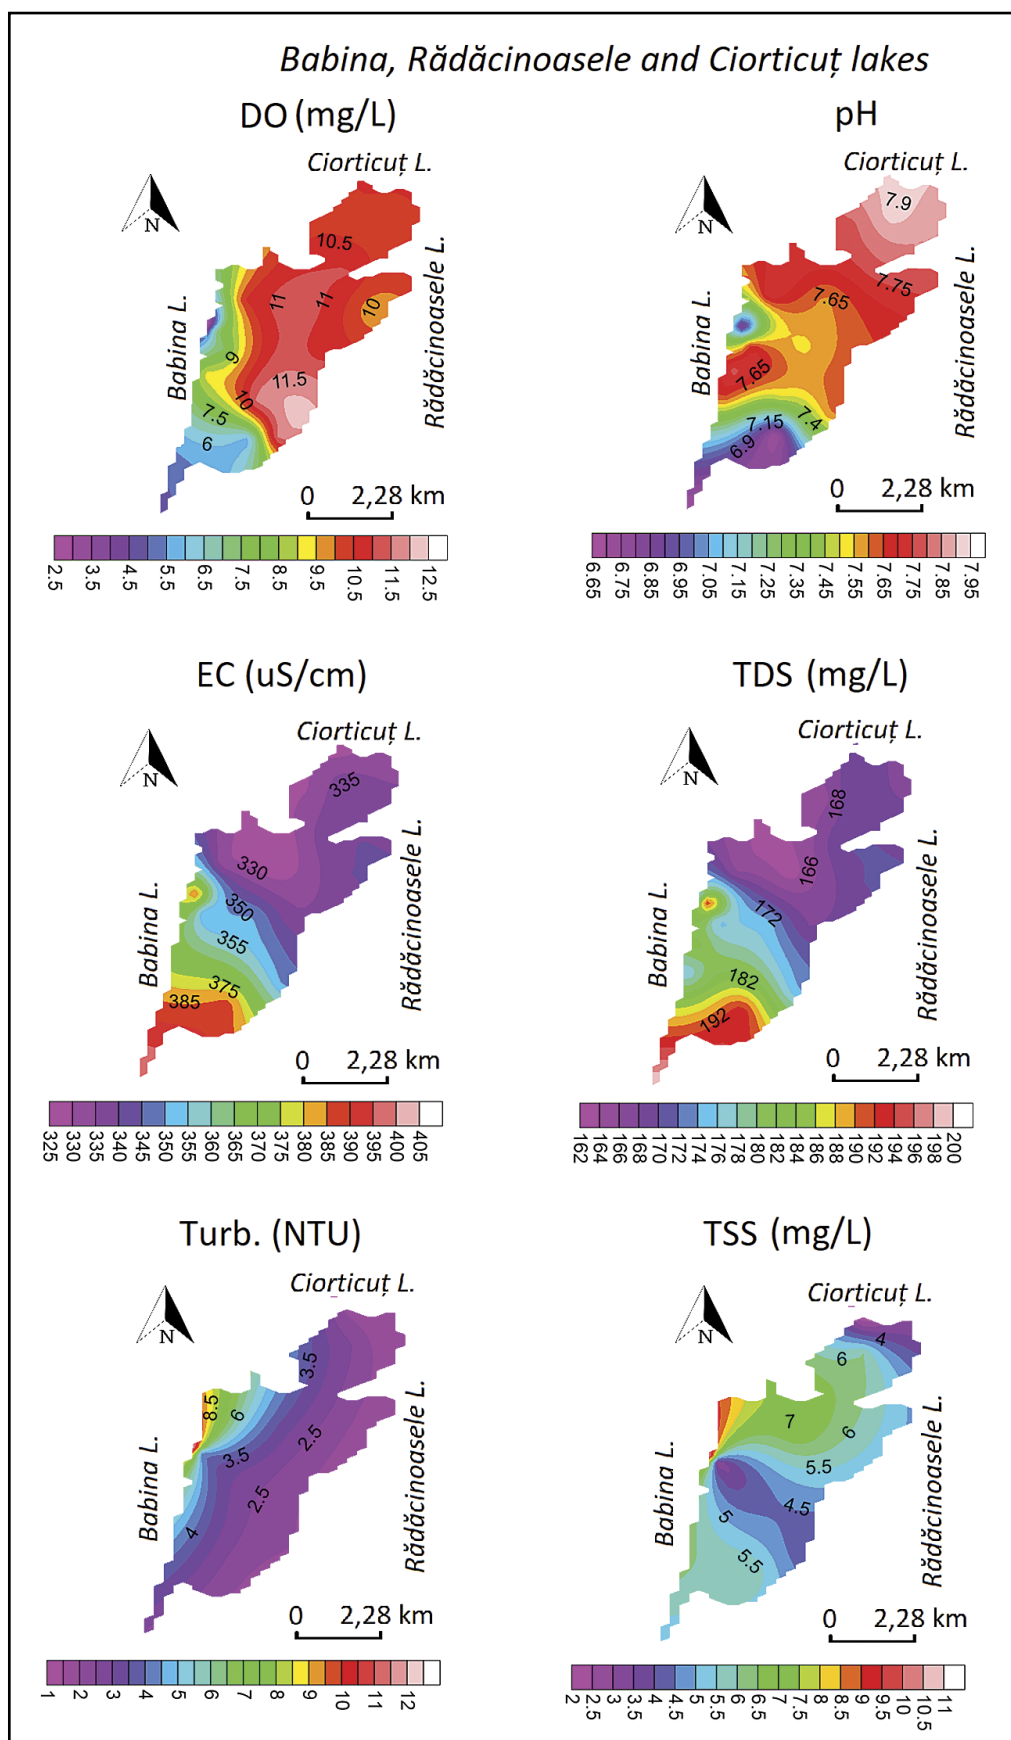 Babina, Rădăcinoasele and Ciorticuț lakes
DO (mg/L)
Ciorticuț L.
N
Babina L.
Rădăcinoasele L.
10.5
11
11
10
9
11.5
10
7.5
6
0 2,28 km
2.5 3.5 4.5 5.5 6.5 7.5 8.5 9.5 10.5 11.5 12.5
pH
Ciorticuț L.
N
Babina L.
Rădăcinoasele L.
7.9
7.75
7.65
7.65
7.4
7.15
6.9
0 2,28 km
6.65 6.75 6.85 6.95 7.05 7.15 7.25 7.35 7.45 7.55 7.65 7.75 7.85 7.95
EC (uS/cm)
Ciorticuț L.
N
Babina L.
Rădăcinoasele L.
335
330
350
355
375
385
0 2,28 km
325 330 335 340 345 350 355 360 365 370 375 380 385 390 395 400 405
TDS (mg/L)
Ciorticuț L.
N
Babina L.
Rădăcinoasele L.
168
166
172
182
192
0 2,28 km
162 164 166 168 170 172 174 176 178 180 182 184 186 188 190 192 194 196 198 200
Turb. (NTU)
Ciorticuț L.
N
Babina L.
Rădăcinoasele L.
3.5
8.5
6
2.5
3.5
2.5
4
0 2,28 km
1 2 3 4 5 6 7 8 9 10 11 12
TSS (mg/L)
Ciorticuț L.
N
Babina L.
Rădăcinoasele L.
4
6
7
6
5.5
4.5
5
5.5
0 2,28 km
2 2.5 3 3.5 4 4.5 5 5.5 6 6.5 7 7.5 8 8.5 9 9.5 10 10.5 11 11.5